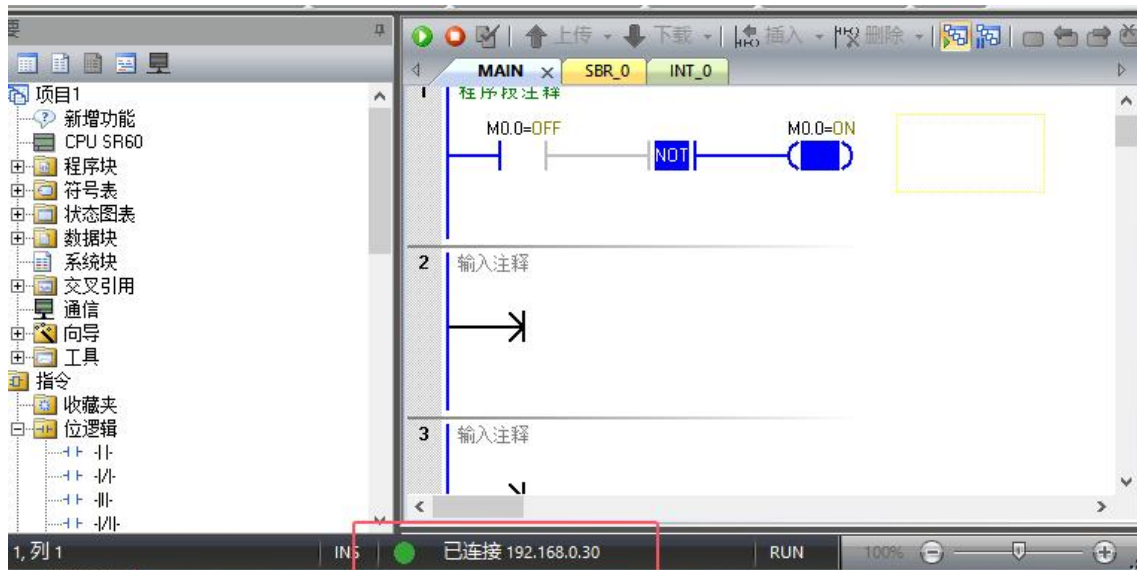 要
项目1
新增功能
CPU SR60
程序块
符号表
状态图表
数据块
系统块
交叉引用
通信
向导
工具
指令
收藏夹
位逻辑
-| |-
-|/|-
-|I|-
-|/I|-
上传
下载
插入
删除
MAIN
SBR_0
INT_0
1 程序段注释
M0.0=OFF
M0.0=ON
NOT
2 输入注释
3 输入注释
1, 列 1
INS
已连接 192.168.0.30
RUN
100%